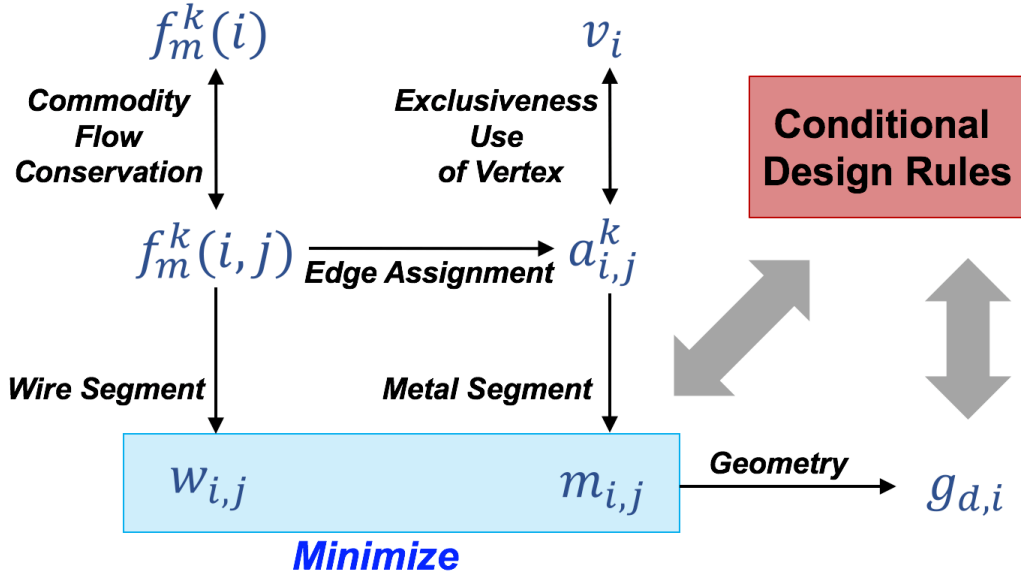 f_m^k(i)
v_i
Commodity
Flow
Conservation
Exclusiveness
Use
of Vertex
Conditional
Design Rules
f_m^k(i,j)
Edge Assignment
a_{i,j}^k
Wire Segment
Metal Segment
w_{i,j}
m_{i,j}
Geometry
g_{d,i}
Minimize